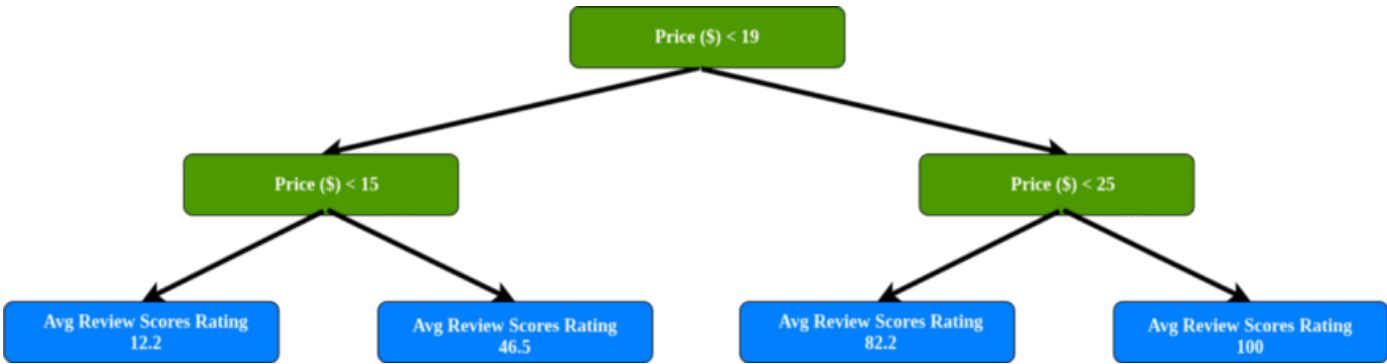 Price ($) < 19
Price ($) < 15
Price ($) < 25
Avg Review Scores Rating
12.2
Avg Review Scores Rating
46.5
Avg Review Scores Rating
82.2
Avg Review Scores Rating
100